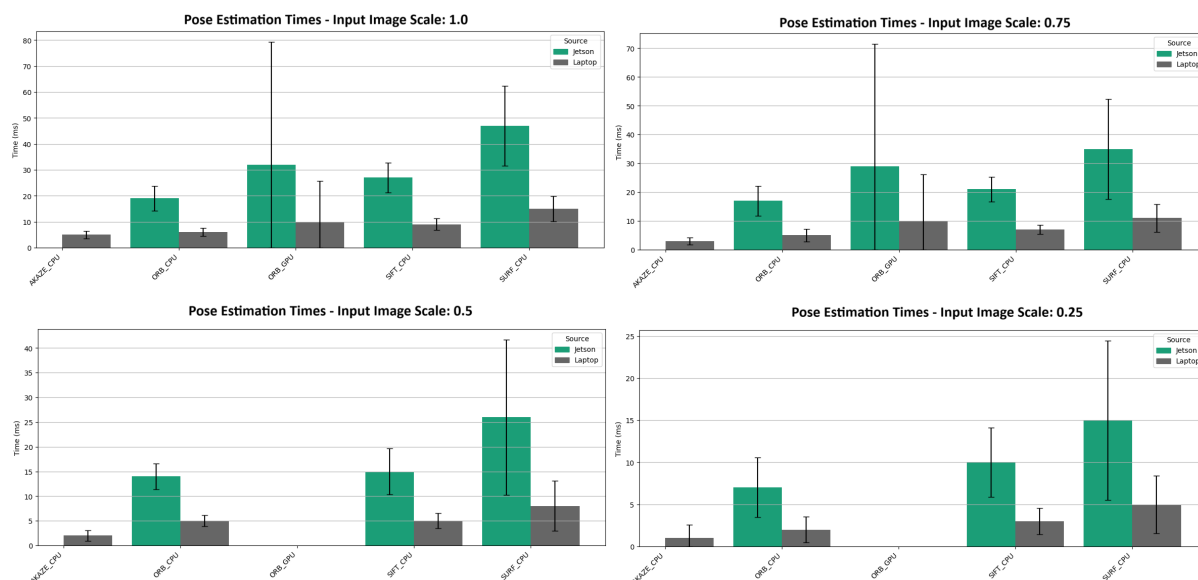 Pose Estimation Times - Input Image Scale: 1.0
80
70
60
50
40
30
20
10
0
Time (ms)
Source
Jetson
Laptop
AKAZE_CPU
ORB_CPU
ORB_GPU
SIFT_CPU
SURF_CPU
Pose Estimation Times - Input Image Scale: 0.75
70
60
50
40
30
20
10
0
Time (ms)
Source
Jetson
Laptop
AKAZE_CPU
ORB_CPU
ORB_GPU
SIFT_CPU
SURF_CPU
Pose Estimation Times - Input Image Scale: 0.5
40
35
30
25
20
15
10
5
0
Time (ms)
Source
Jetson
Laptop
AKAZE_CPU
ORB_CPU
ORB_GPU
SIFT_CPU
SURF_CPU
Pose Estimation Times - Input Image Scale: 0.25
25
20
15
10
5
0
Time (ms)
Source
Jetson
Laptop
AKAZE_CPU
ORB_CPU
ORB_GPU
SIFT_CPU
SURF_CPU